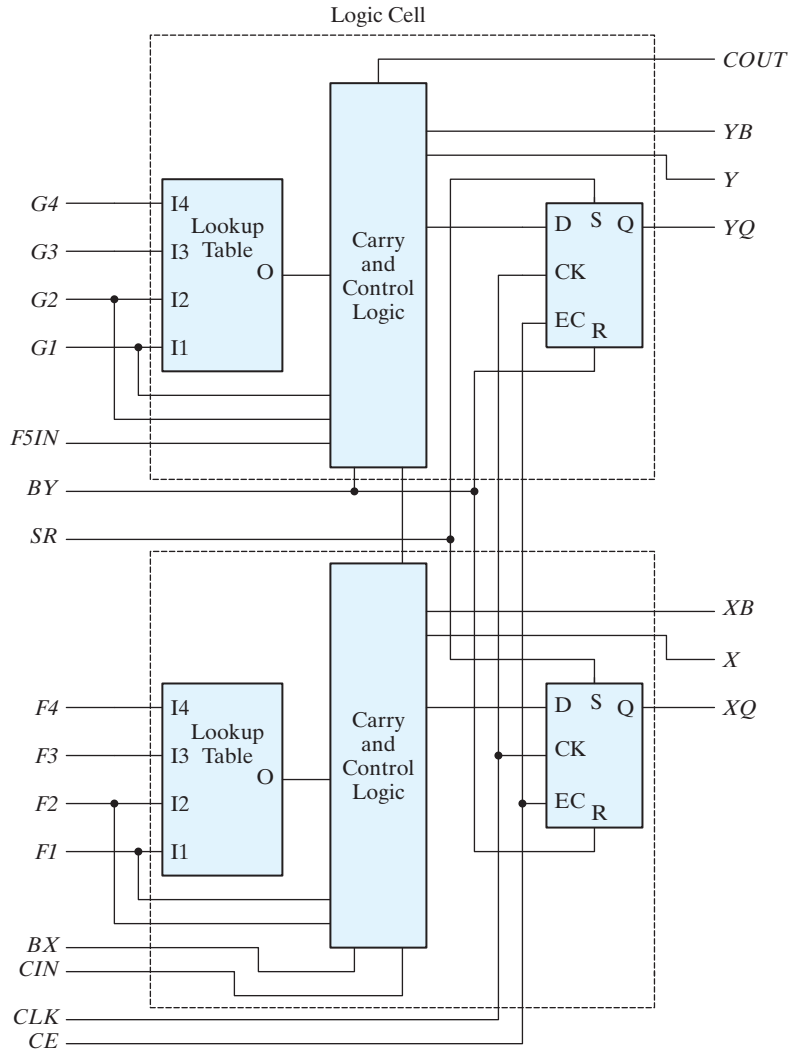 Logic Cell
COUT
YB
Y
YQ
G4
G3
G2
G1
F5IN
BY
SR
I4
I3
I2
I1
Lookup
Table
O
Carry
and
Control
Logic
D
S
Q
CK
EC
R
XB
X
XQ
F4
F3
F2
F1
BX
CIN
CLK
CE
I4
I3
I2
I1
Lookup
Table
O
Carry
and
Control
Logic
D
S
Q
CK
EC
R